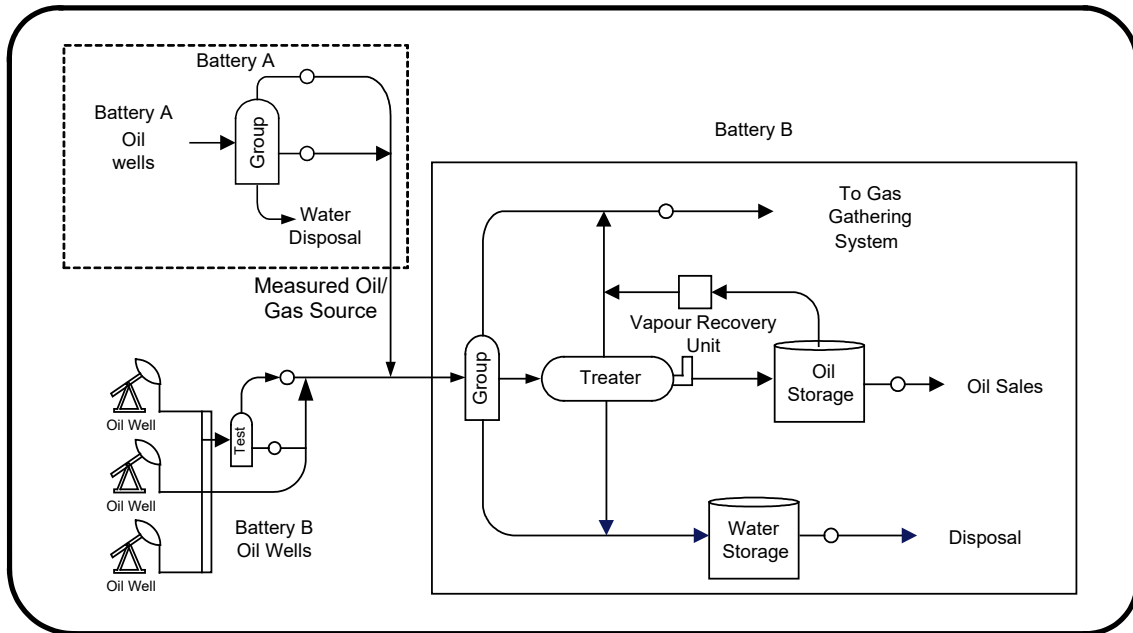 Battery A
Battery A
Oil
wells
Group
Water
Disposal
Measured Oil/
Gas Source
Battery B
To Gas
Gathering
System
Vapour Recovery
Unit
Group
Treater
Oil
Storage
Oil Sales
Oil Well
Test
Oil Well
Battery B
Oil Wells
Oil Well
Water
Storage
Disposal